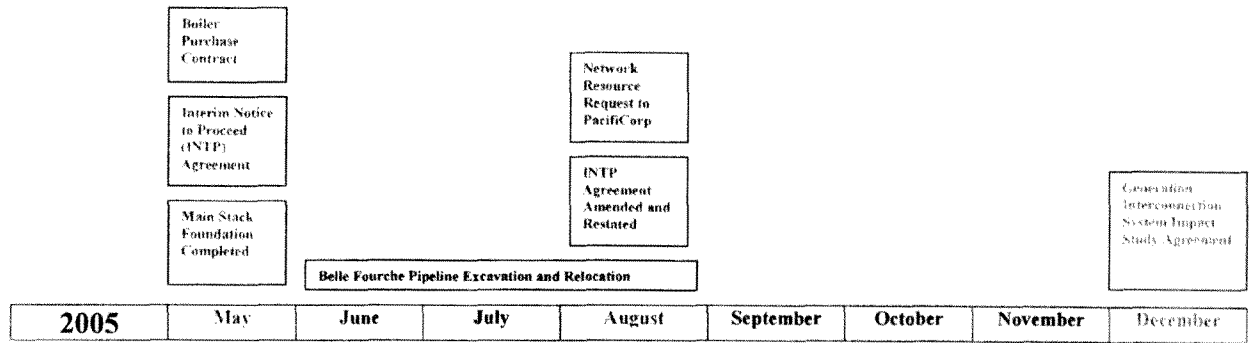 Boiler
Purchase
Contract
Interim Notice
to Proceed
(INTP)
Agreement
Main Stack
Foundation
Completed
Network
Resource
Request to
PacifiCorp
INTP
Agreement
Amended and
Restated
Belle Fourche Pipeline Excavation and Relocation
Generation
Interconnection
System Impact
Study Agreement
2005 May June July August September October November December